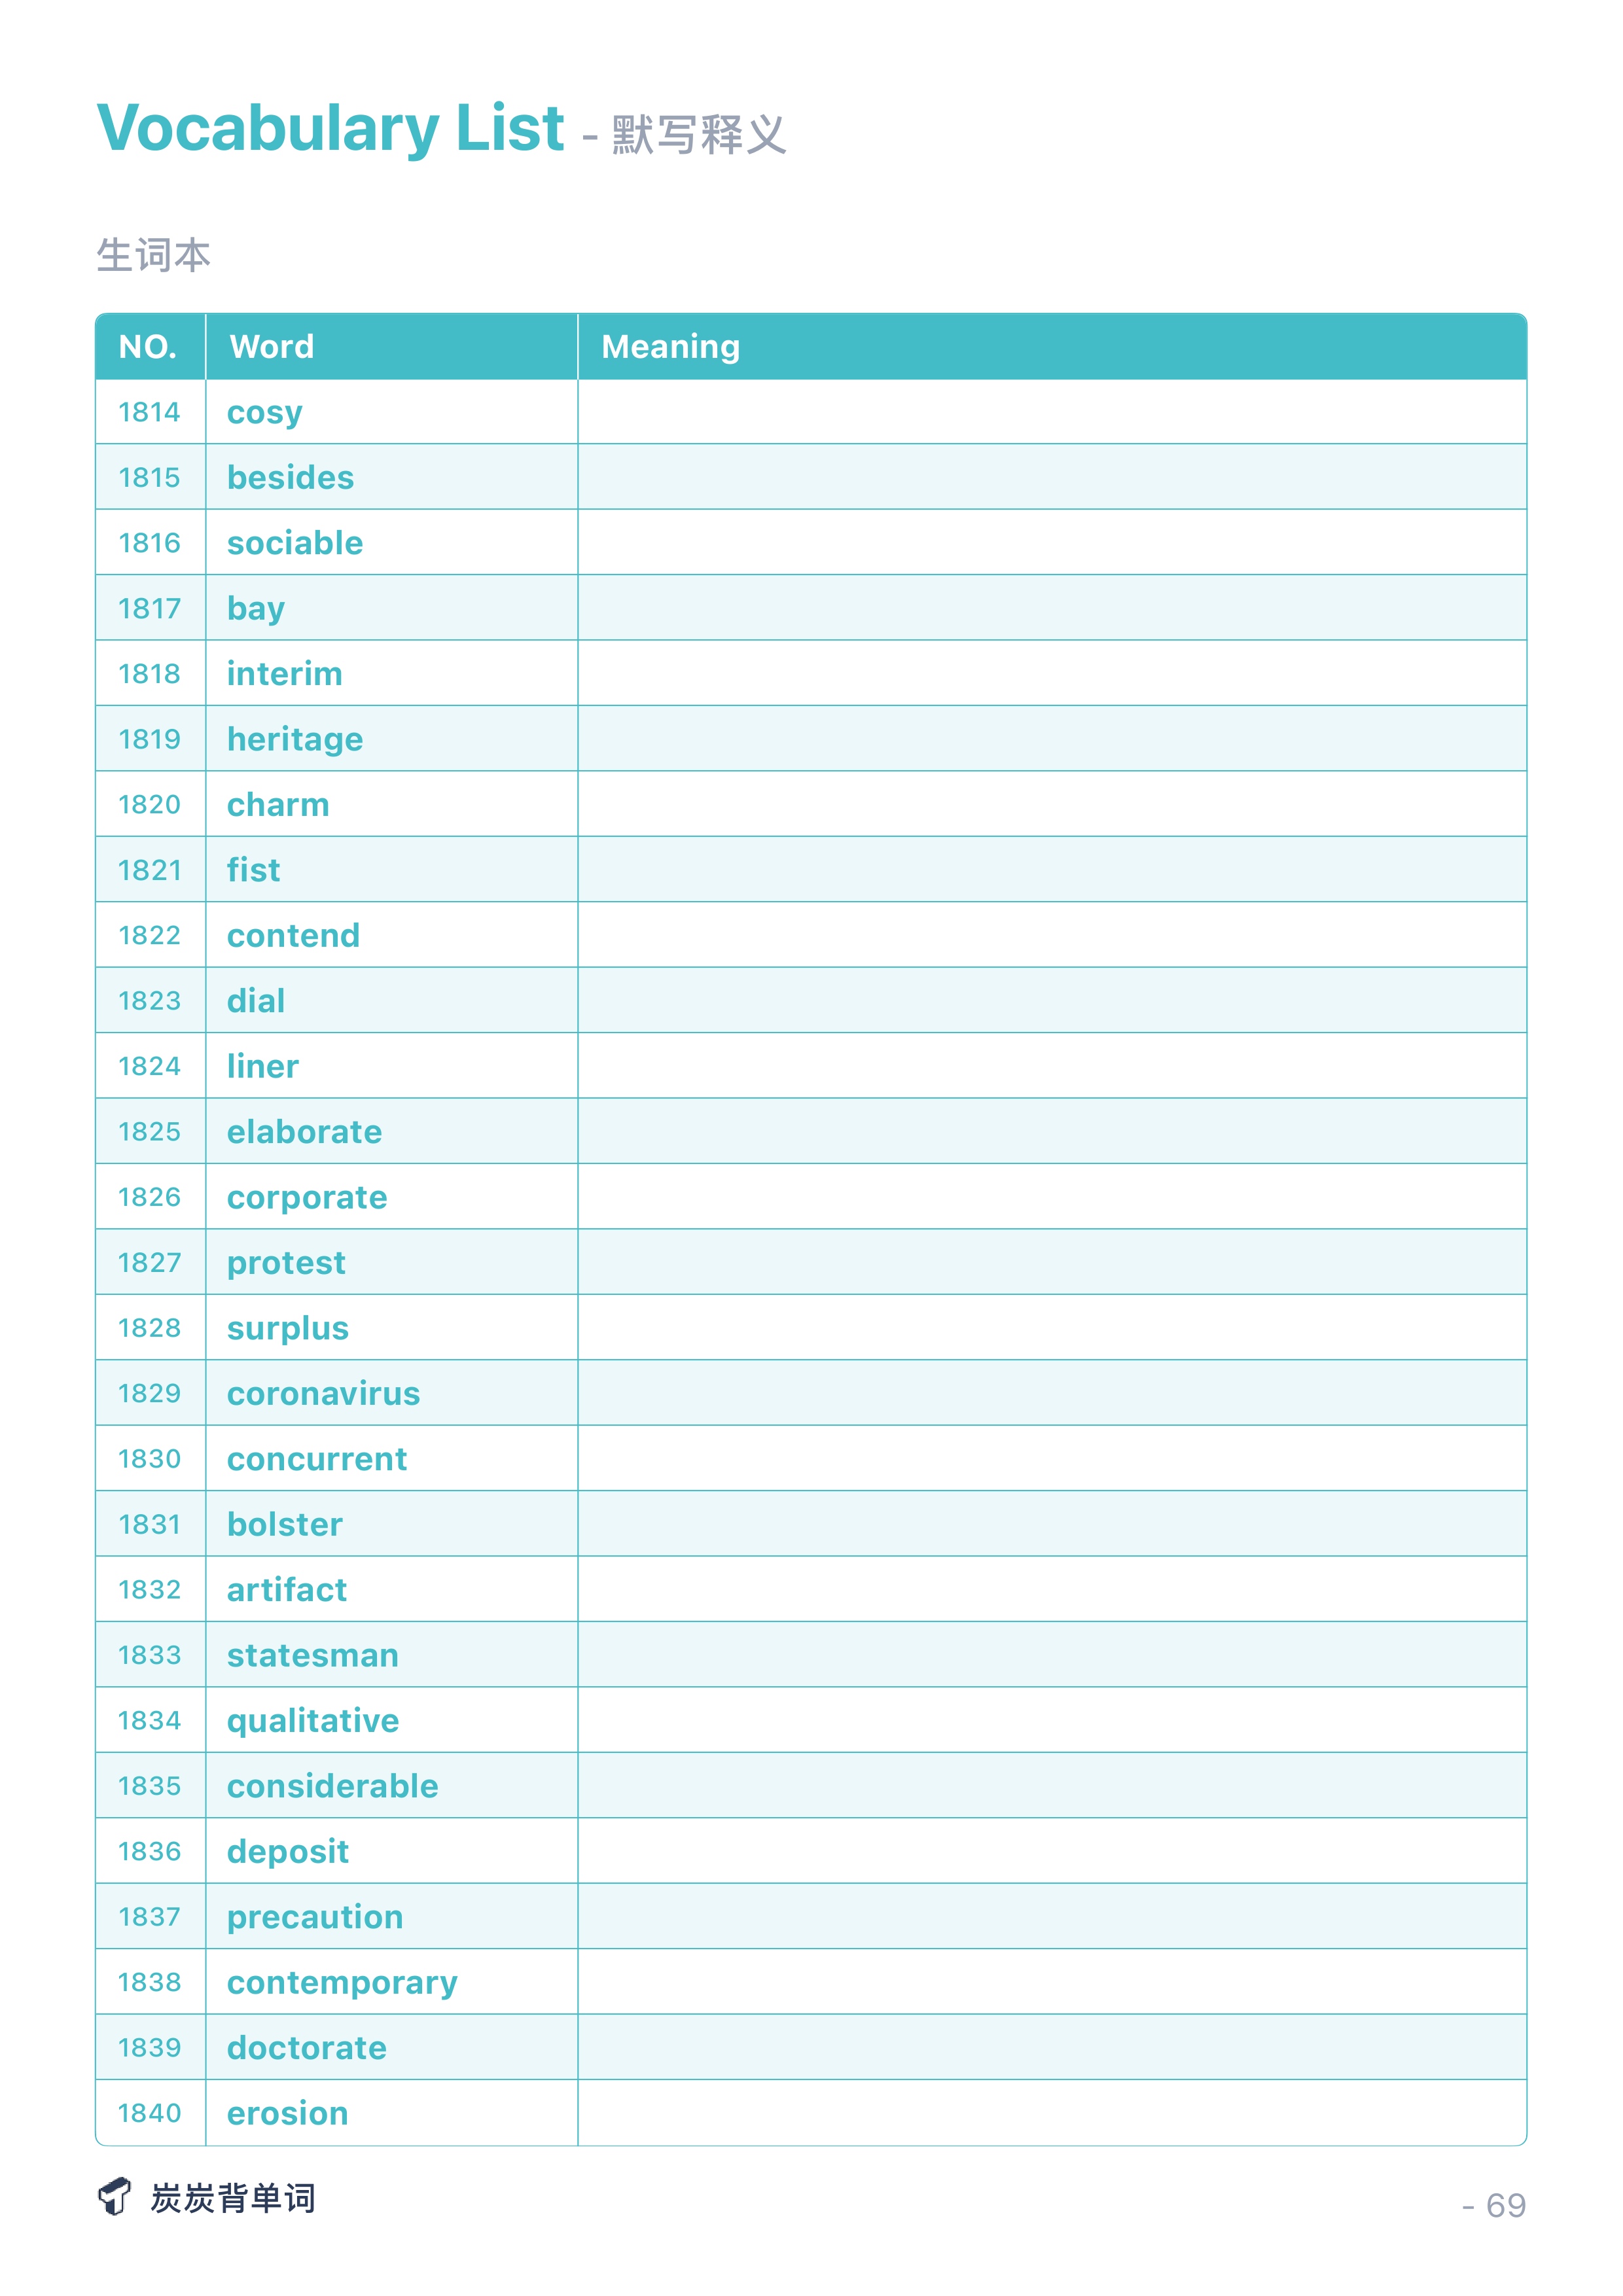 Vocabulary List - 默写释义
生词本
NO. Word Meaning
1814 cosy
1815 besides
1816 sociable
1817 bay
1818 interim
1819 heritage
1820 charm
1821 fist
1822 contend
1823 dial
1824 liner
1825 elaborate
1826 corporate
1827 protest
1828 surplus
1829 coronavirus
1830 concurrent
1831 bolster
1832 artifact
1833 statesman
1834 qualitative
1835 considerable
1836 deposit
1837 precaution
1838 contemporary
1839 doctorate
1840 erosion
炭炭背单词 - 69